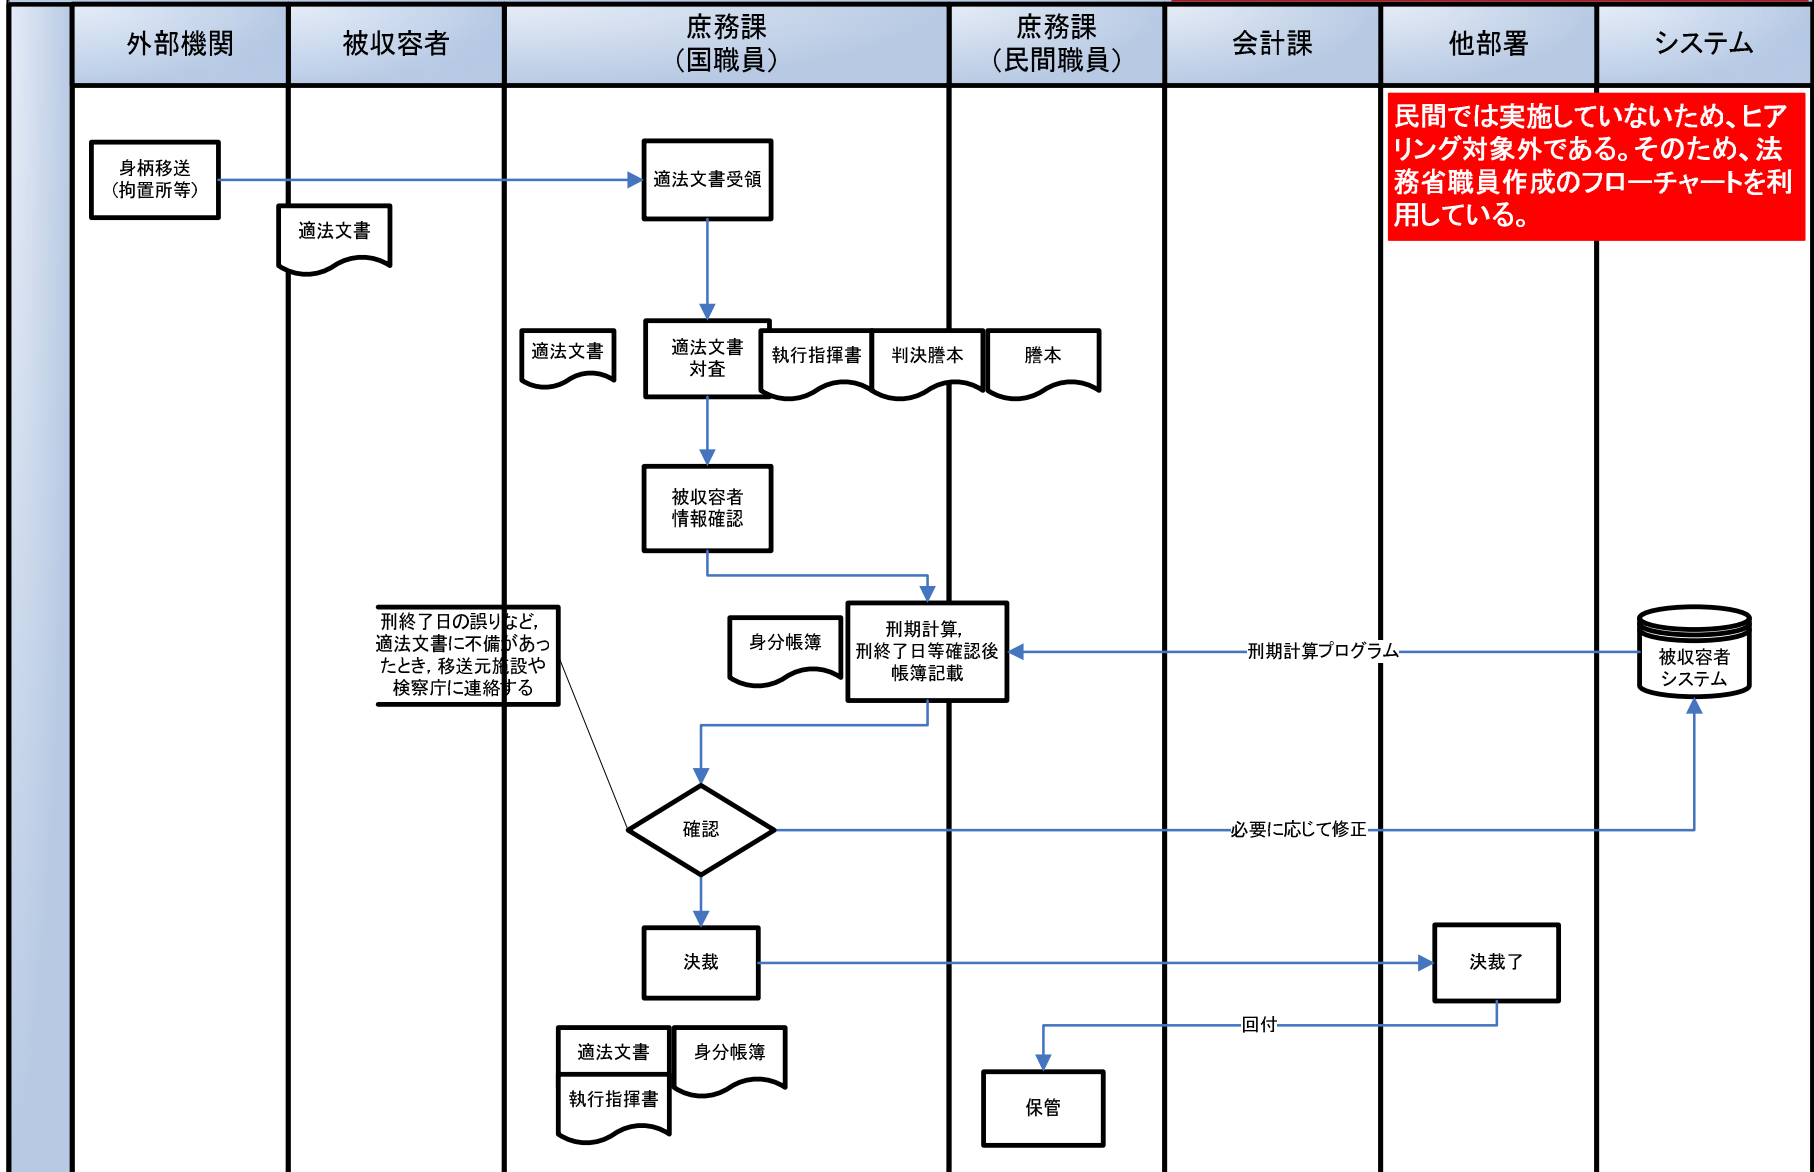 外部機関
被収容者
庶務課
（国職員）
庶務課
（民間職員）
会計課
他部署
システム
民間では実施していないため、ヒア
リング対象外である。そのため、法
務省職員作成のフローチャートを利
用している。
身柄移送
（拘置所等）
適法文書受領
適法文書
適法文書
適法文書
対査
執行指揮書
判決謄本
謄本
被収容者
情報確認
刑終了日の誤りなど，
適法文書に不備があっ
たとき，移送元施設や
検察庁に連絡する
身分帳簿
刑期計算，
刑終了日等確認後
帳簿記載
刑期計算プログラム
被収容者
システム
確認
必要に応じて修正
決裁
決裁了
回付
適法文書
身分帳簿
執行指揮書
保管